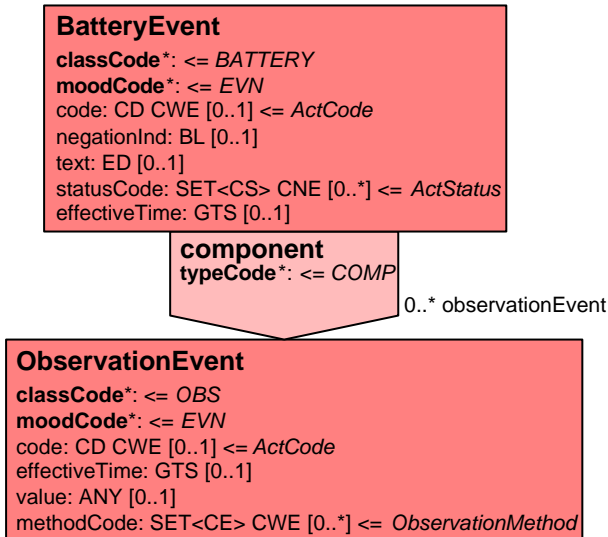 BatteryEvent
classCode*: <= BATTERY
moodCode*: <= EVN
code: CD CWE [0..1] <= ActCode
negationInd: BL [0..1]
text: ED [0..1]
statusCode: SET<CS> CNE [0..*] <= ActStatus
effectiveTime: GTS [0..1]
component
typeCode*: <= COMP
0..* observationEvent
ObservationEvent
classCode*: <= OBS
moodCode*: <= EVN
code: CD CWE [0..1] <= ActCode
effectiveTime: GTS [0..1]
value: ANY [0..1]
methodCode: SET<CE> CWE [0..*] <= ObservationMethod